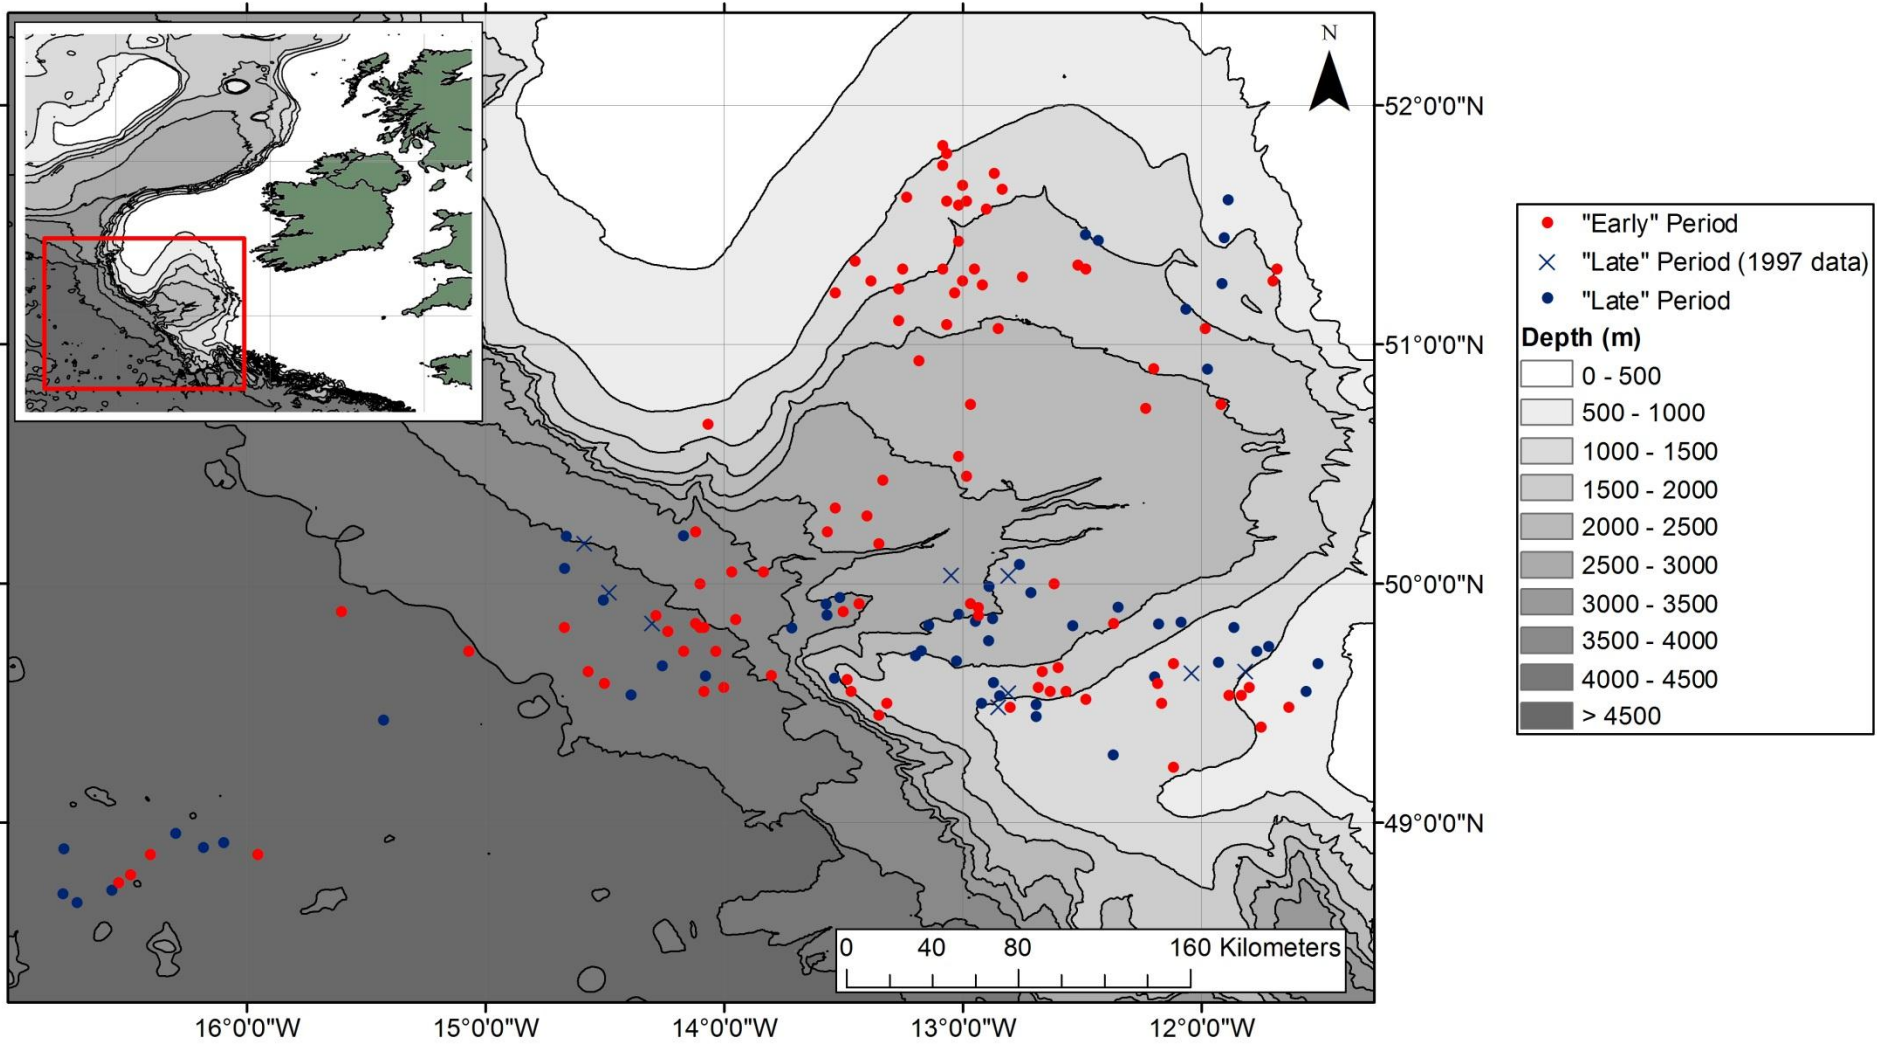 N
52°0'0"N
51°0'0"N
50°0'0"N
49°0'0"N
"Early" Period
"Late" Period (1997 data)
"Late" Period
Depth (m)
0 - 500
500 - 1000
1000 - 1500
1500 - 2000
2000 - 2500
2500 - 3000
3000 - 3500
3500 - 4000
4000 - 4500
> 4500
0 40 80 160 Kilometers
16°0'0"W 15°0'0"W 14°0'0"W 13°0'0"W 12°0'0"W